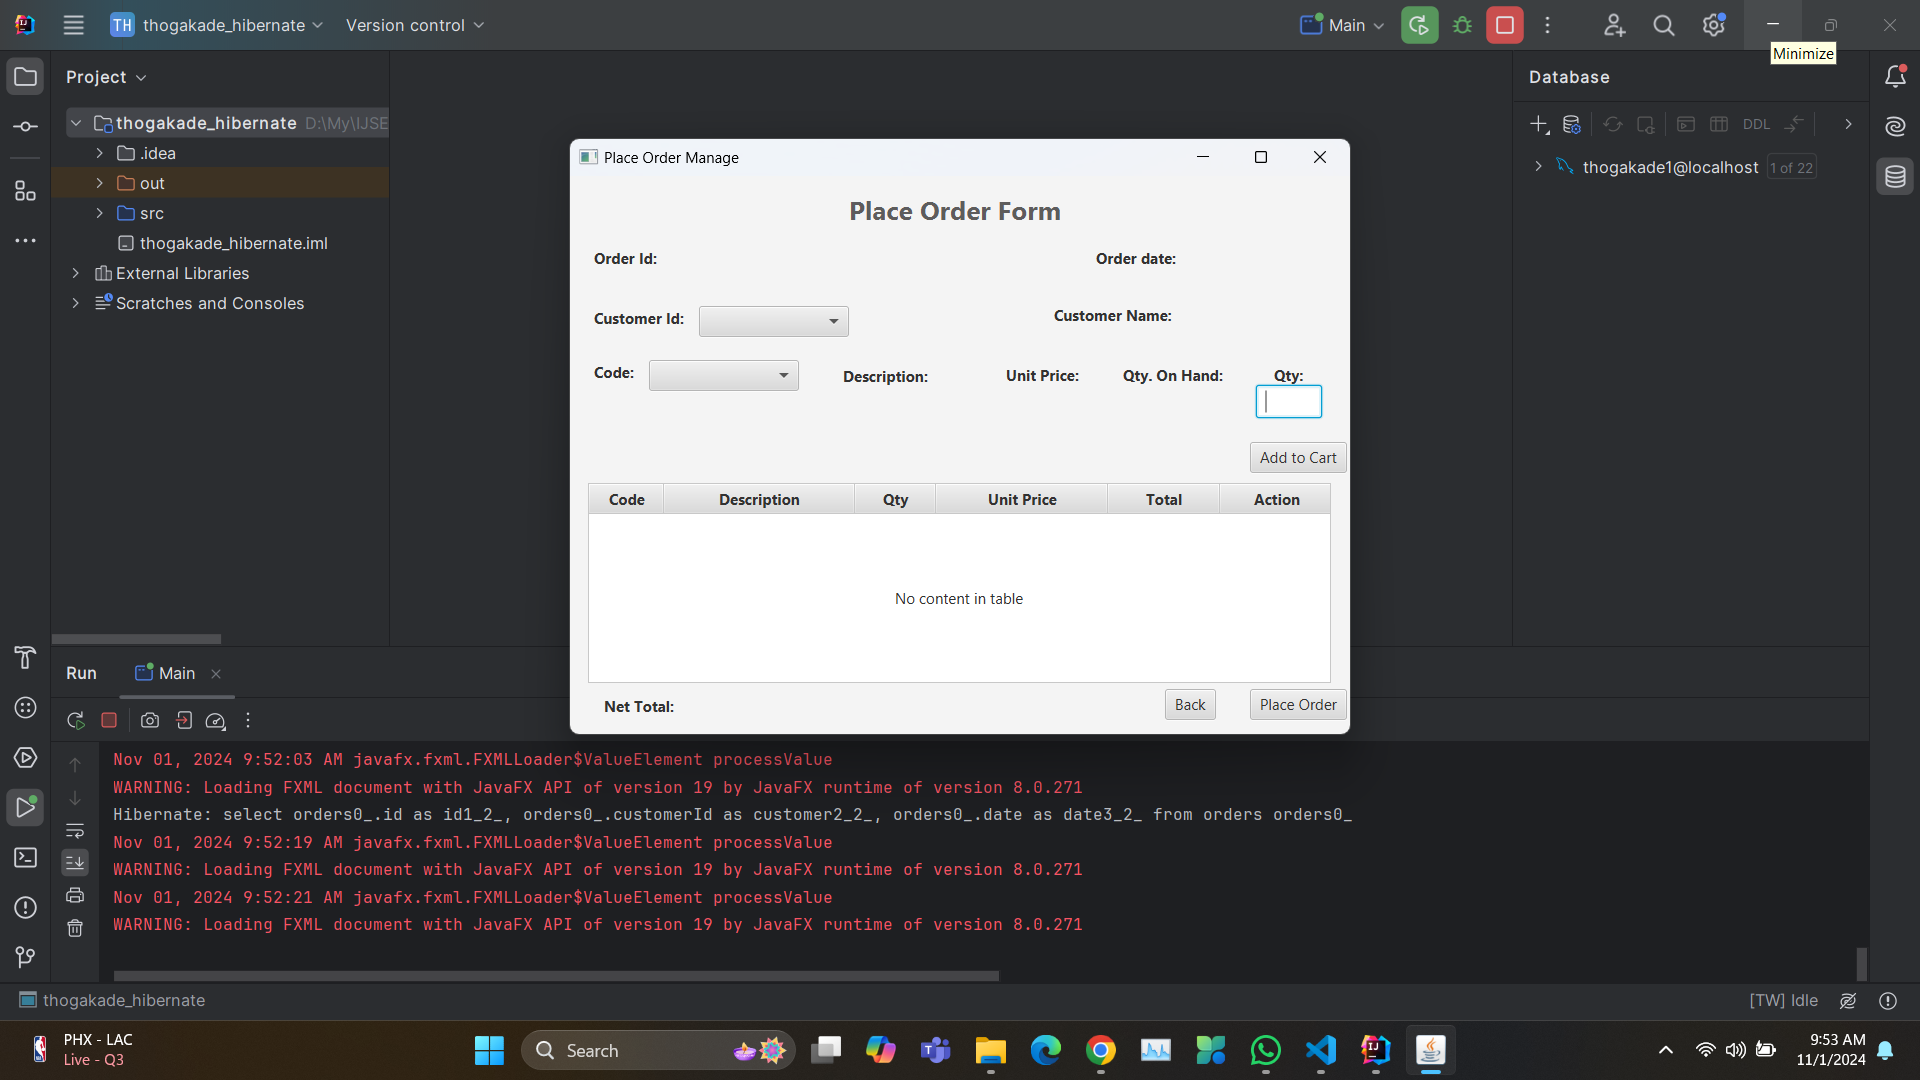 TH thogakade_hibernate
Version control
Main
Minimize
Project
Database
thogakade_hibernate D:\My\IJSE
.idea
out
src
thogakade_hibernate.iml
External Libraries
Scratches and Consoles
DDL
thogakade1@localhost 1 of 22
Place Order Manage
Place Order Form
Order Id:
Order date:
Customer Id:
Customer Name:
Code:
Description:
Unit Price:
Qty. On Hand:
Qty:
Add to Cart
Code Description Qty Unit Price Total Action
No content in table
Net Total:
Back
Place Order
Run
Main
Nov 01, 2024 9:52:03 AM javafx.fxml.FXMLLoader$ValueElement processValue
WARNING: Loading FXML document with JavaFX API of version 19 by JavaFX runtime of version 8.0.271
Hibernate: select orders0_.id as id1_2_, orders0_.customerId as customer2_2_, orders0_.date as date3_2_ from orders orders0_
Nov 01, 2024 9:52:19 AM javafx.fxml.FXMLLoader$ValueElement processValue
WARNING: Loading FXML document with JavaFX API of version 19 by JavaFX runtime of version 8.0.271
Nov 01, 2024 9:52:21 AM javafx.fxml.FXMLLoader$ValueElement processValue
WARNING: Loading FXML document with JavaFX API of version 19 by JavaFX runtime of version 8.0.271
thogakade_hibernate
[TW] Idle
PHX - LAC
Live - Q3
Search
9:53 AM
11/1/2024